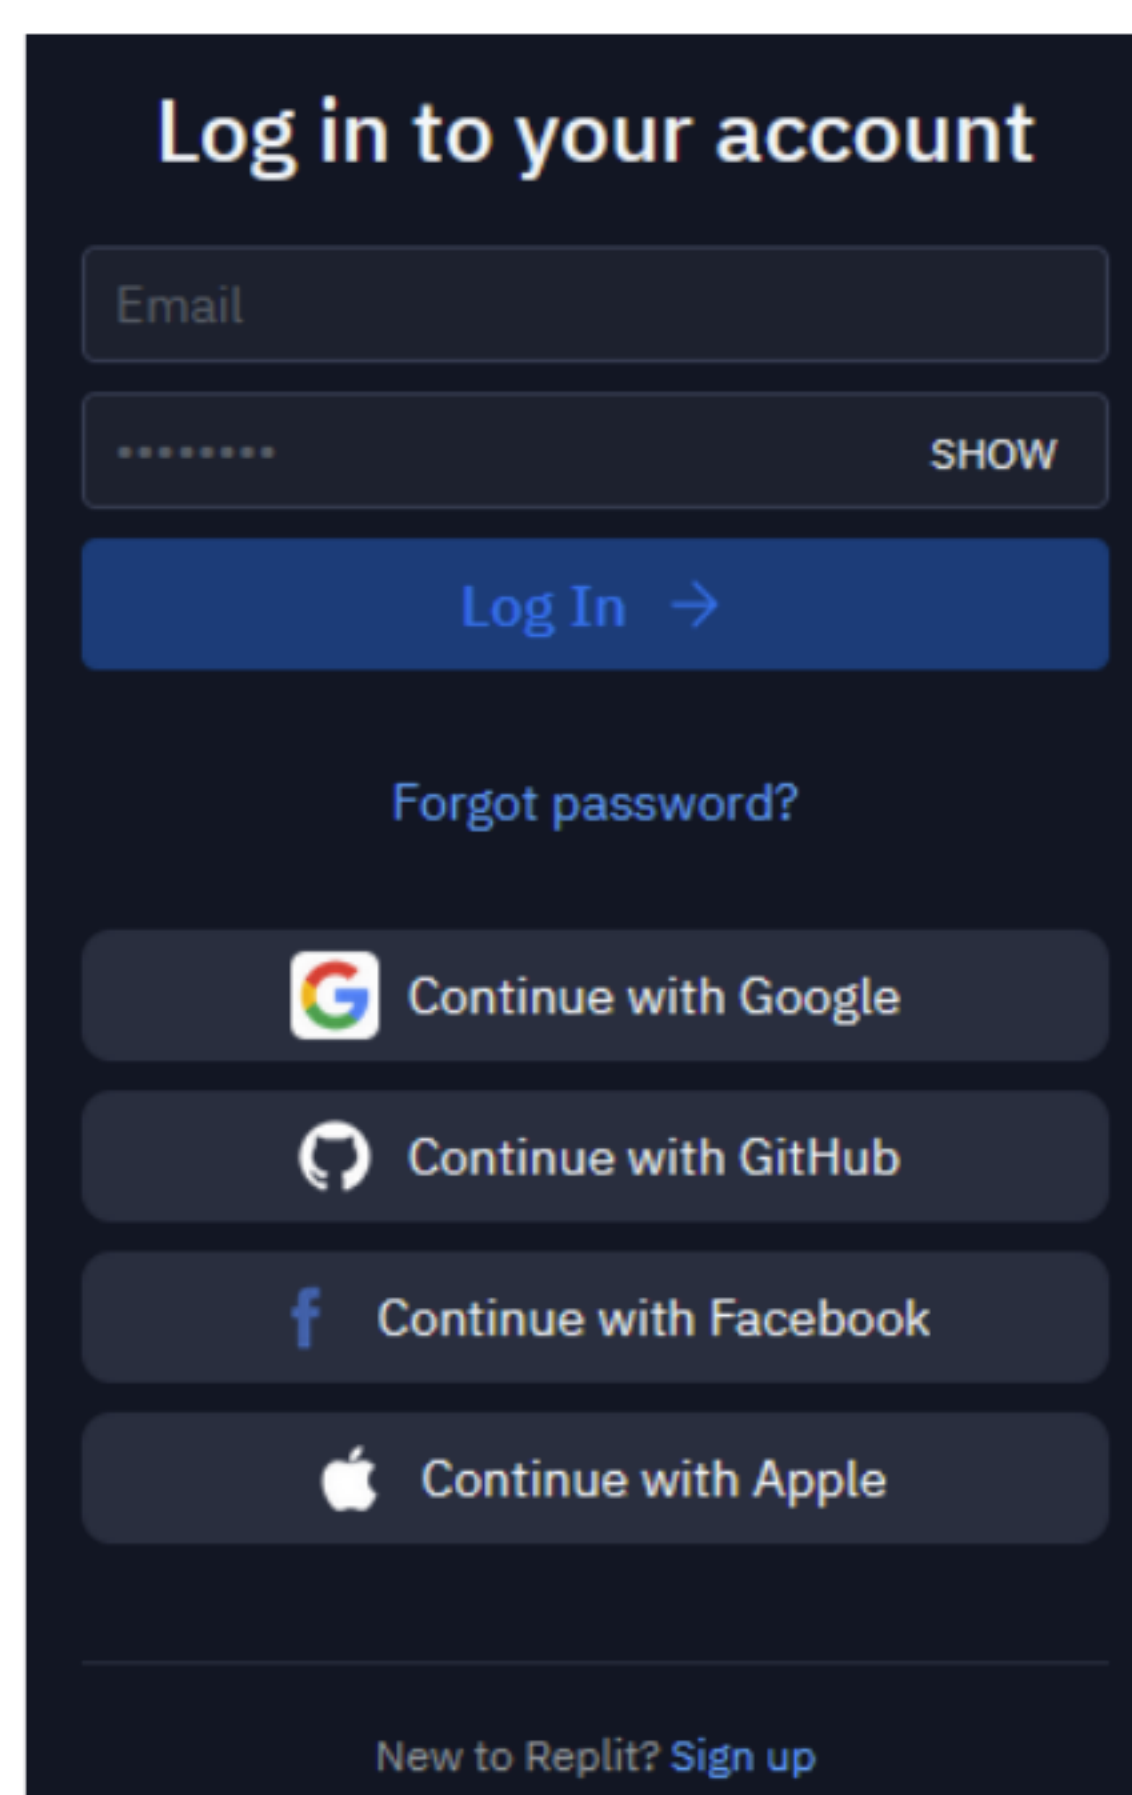 Log in to your account
Email
••••••••
SHOW
Log In →
Forgot password?
Continue with Google
Continue with GitHub
Continue with Facebook
Continue with Apple
New to Replit? Sign up